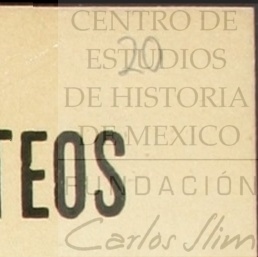 CENTRO DE
20
ESTUDIOS
DE HISTORIA
DE MEXICO
TEOS
FUNDACIÓN
Carlos Slim